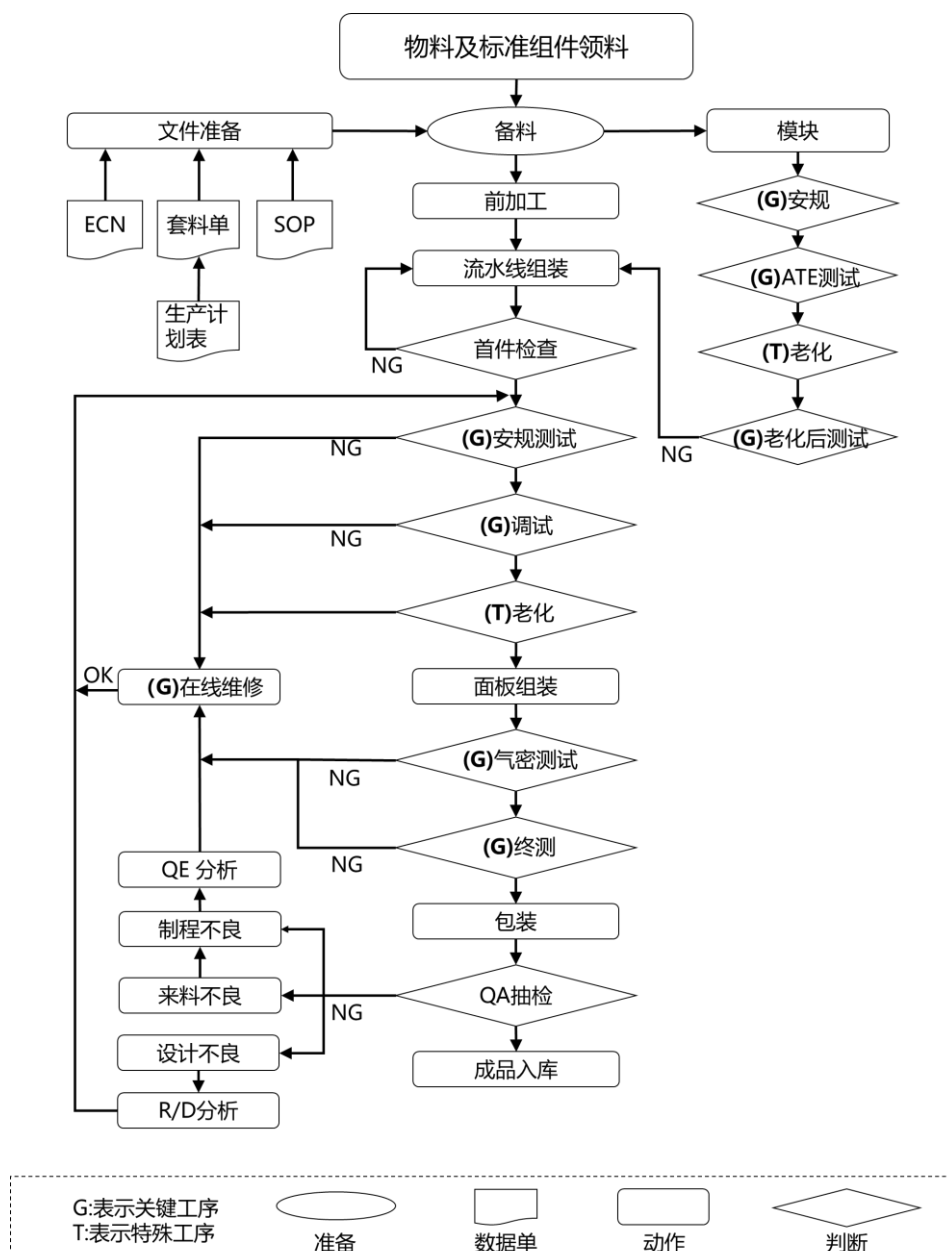 物料及标准组件领料
文件准备
备料
模块
ECN
套料单
SOP
前加工
(G)安规
生产计
划表
流水线组装
(G)ATE测试
首件检查
NG
(T)老化
(G)安规测试
NG
(G)老化后测试
NG
(G)调试
NG
(T)老化
OK
(G)在线维修
面板组装
(G)气密测试
NG
(G)终测
NG
QE 分析
包装
制程不良
QA抽检
来料不良
NG
设计不良
成品入库
R/D分析
G:表示关键工序
T:表示特殊工序
准备
数据单
动作
判断